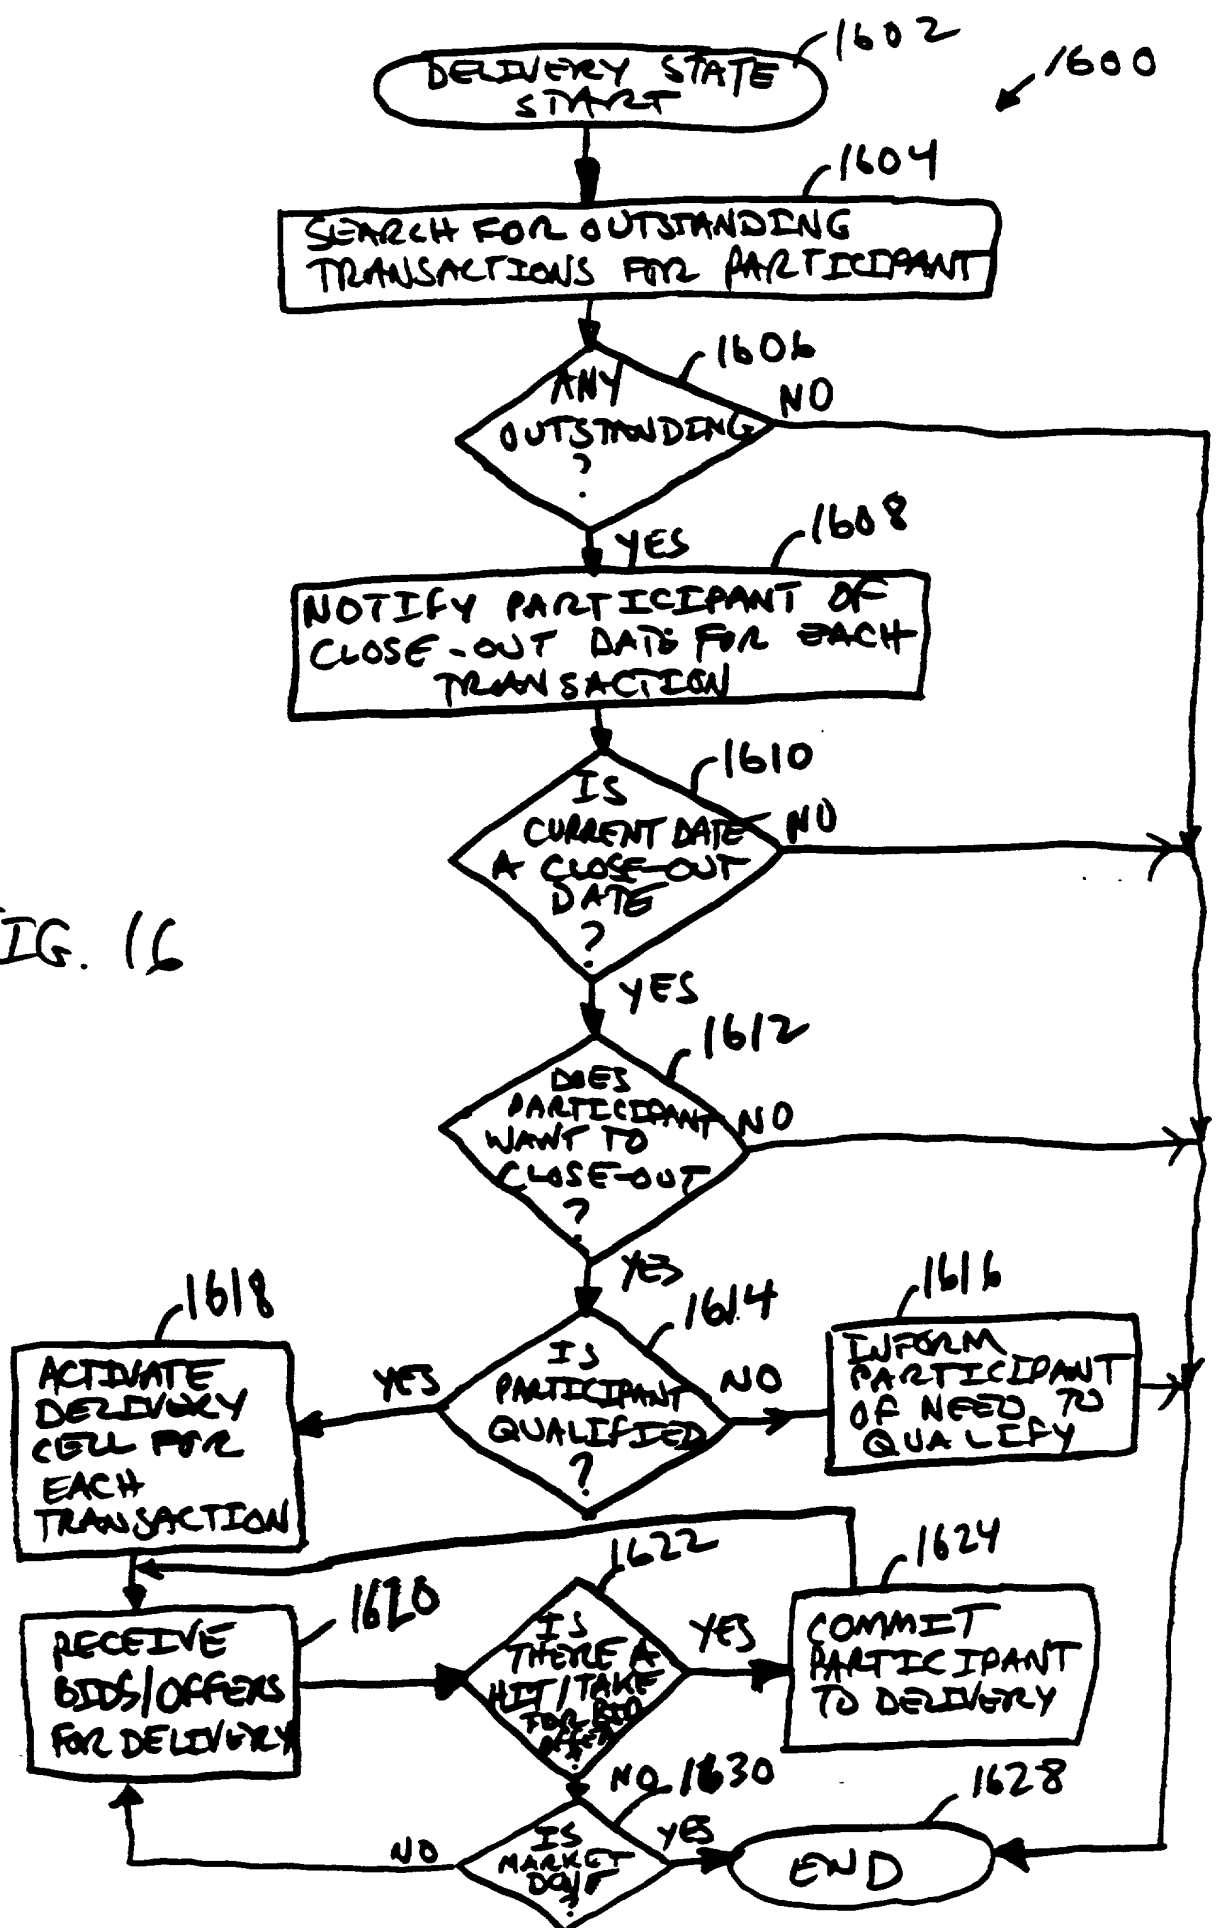 1602
1600
DELIVERY STATE
START
1604
SEARCH FOR OUTSTANDING
TRANSACTIONS FOR PARTICIPANT
1606
ANY
OUTSTANDING
?
NO
YES
1608
NOTIFY PARTICIPANT OF
CLOSE-OUT DATE FOR EACH
TRANSACTION
1610
IS
CURRENT DATE
A CLOSE-OUT
DATE
?
NO
FIG. 16
YES
1612
DOES
PARTICIPANT
WANT TO
CLOSE-OUT
?
NO
YES
1614
1616
1618
IS
PARTICIPANT
QUALIFIED
?
YES
NO
INFORM
PARTICIPANT
OF NEED TO
QUALIFY
ACTIVATE
DELIVERY
CELL FOR
EACH
TRANSACTION
1620
1622
1624
RECEIVE
BIDS/OFFERS
FOR DELIVERY
IS
THERE A
HIT/TAKE
FOR BID
OFFER
?
YES
COMMIT
PARTICIPANT
TO DELIVERY
NO
1630
1628
IS
MARKET
DONE
?
NO
YES
END